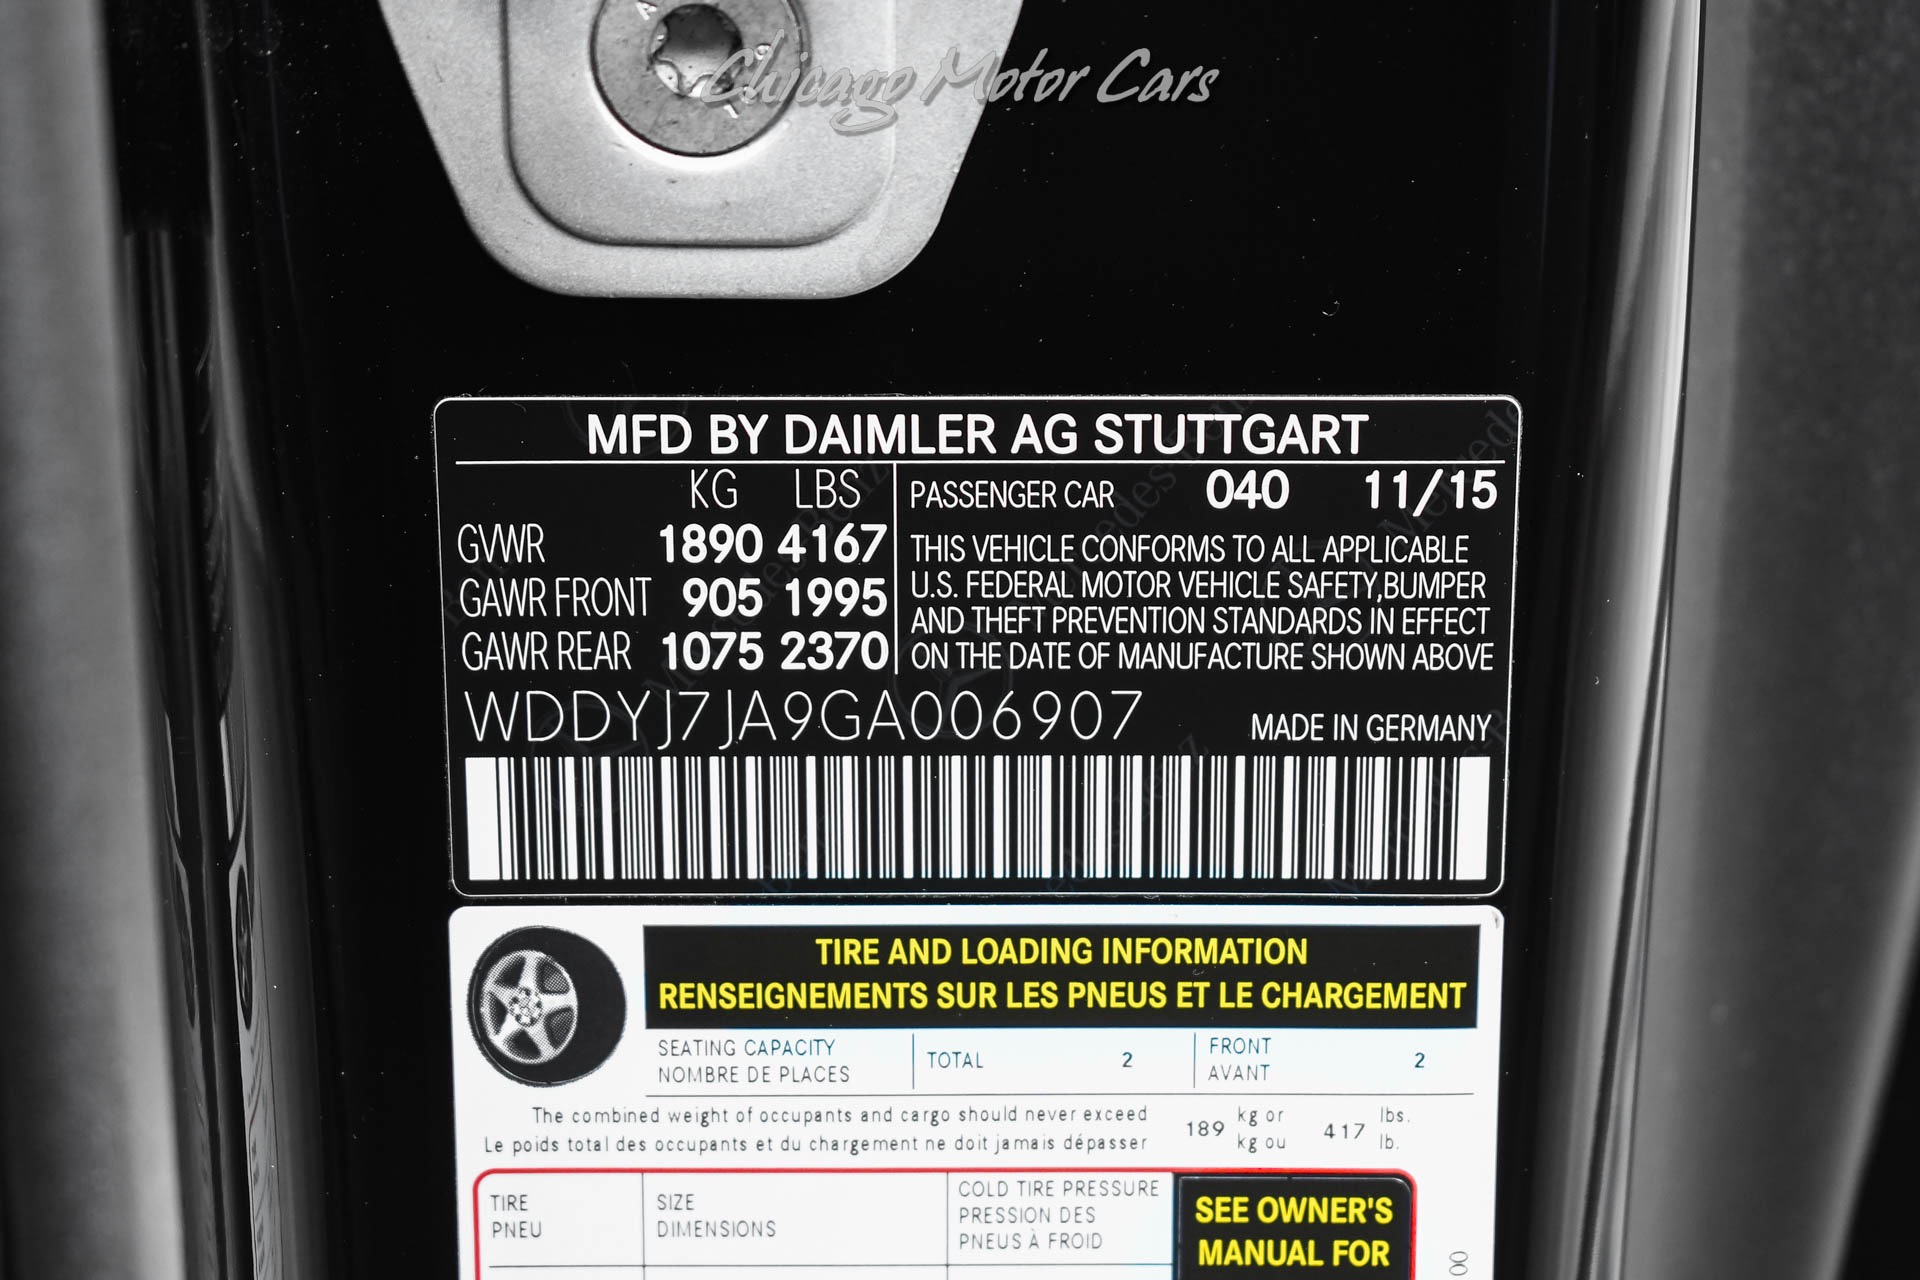 Chicago Motor Cars
MFD BY DAIMLER AG STUTTGART
KG LBS
GVWR 1890 4167
GAWR FRONT 905 1995
GAWR REAR 1075 2370
PASSENGER CAR 040 11/15
THIS VEHICLE CONFORMS TO ALL APPLICABLE
U.S. FEDERAL MOTOR VEHICLE SAFETY,BUMPER
AND THEFT PREVENTION STANDARDS IN EFFECT
ON THE DATE OF MANUFACTURE SHOWN ABOVE
WDDYJ7JA9GA006907
MADE IN GERMANY
TIRE AND LOADING INFORMATION
RENSEIGNEMENTS SUR LES PNEUS ET LE CHARGEMENT
SEATING CAPACITY
NOMBRE DE PLACES
TOTAL 2
FRONT
AVANT
2
The combined weight of occupants and cargo should never exceed
Le poids total des occupants et du chargement ne doit jamais dépasser
189 kg or
kg ou
417 lbs.
lb.
TIRE
PNEU
SIZE
DIMENSIONS
COLD TIRE PRESSURE
PRESSION DES
PNEUS À FROID
SEE OWNER'S
MANUAL FOR
00